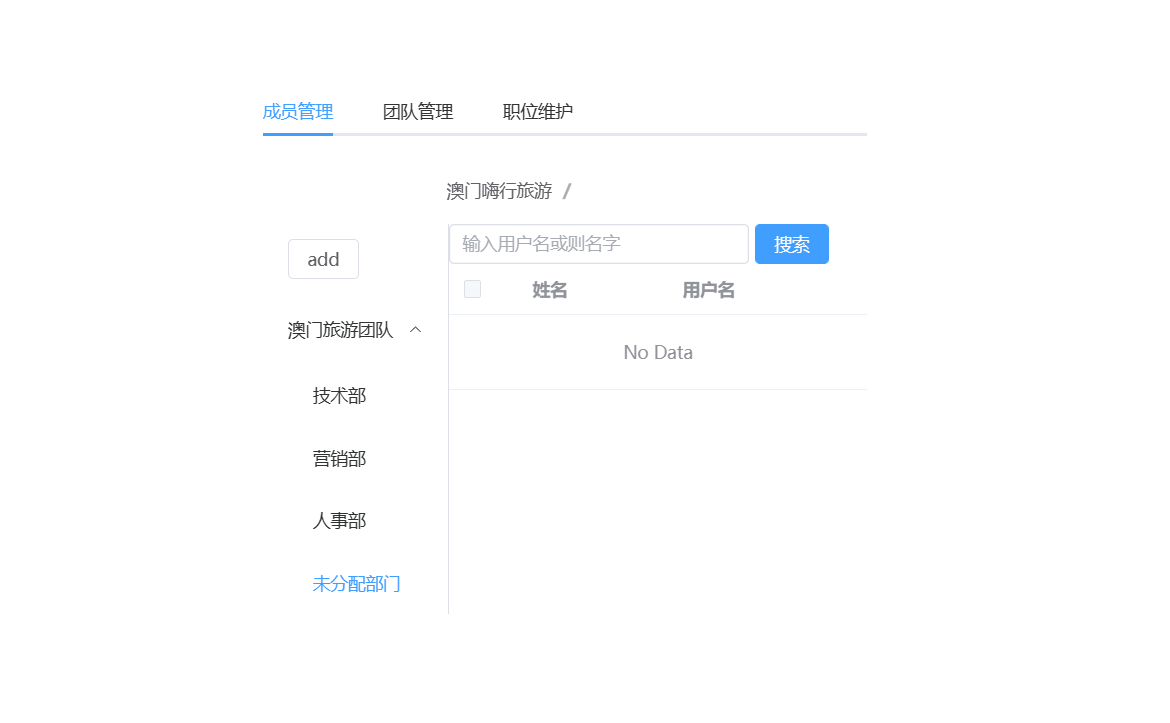 成员管理 团队管理 职位维护
澳门嗨行旅游 /
输入用户名或则名字 搜索
add
姓名 用户名
澳门旅游团队
No Data
技术部
营销部
人事部
未分配部门